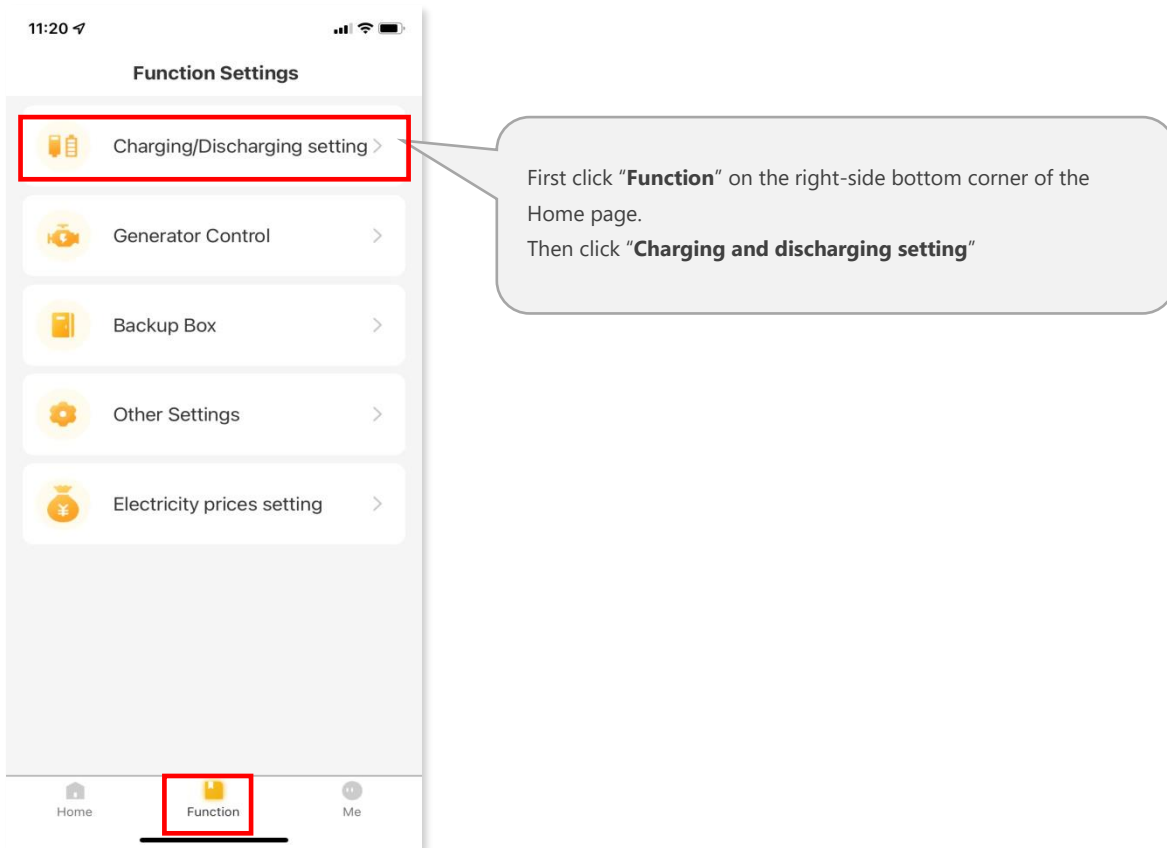 11:20
Function Settings
Charging/Discharging setting
Generator Control
Backup Box
Other Settings
¥
Electricity prices setting
Home
Function
Me
First click “Function” on the right-side bottom corner of the
Home page.
Then click “Charging and discharging setting”